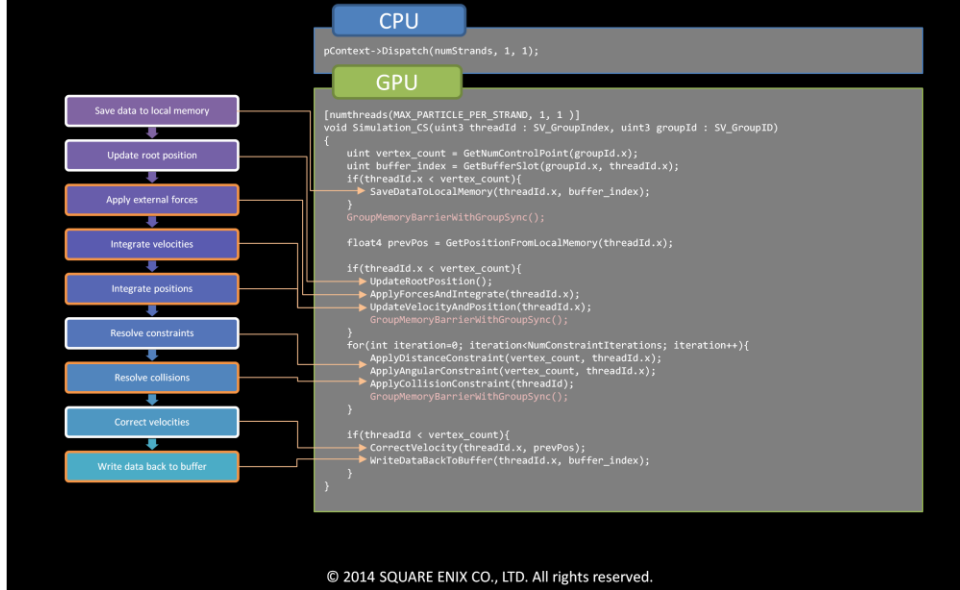 CPU
pContext->Dispatch(numStrands, 1, 1);
GPU
Save data to local memory
Update root position
Apply external forces
Integrate velocities
Integrate positions
Resolve constraints
Resolve collisions
Correct velocities
Write data back to buffer
[numthreads(MAX_PARTICLE_PER_STRAND, 1, 1 )]
void Simulation_CS(uint3 threadId : SV_GroupIndex, uint3 groupId : SV_GroupID)
{
uint vertex_count = GetNumControlPoint(groupId.x);
uint buffer_index = GetBufferSlot(groupId.x, threadId.x);
if(threadId.x < vertex_count){
SaveDataToLocalMemory(threadId.x, buffer_index);
}
GroupMemoryBarrierWithGroupSync();
float4 prevPos = GetPositionFromLocalMemory(threadId.x);
if(threadId.x < vertex_count){
UpdateRootPosition();
ApplyForcesAndIntegrate(threadId.x);
UpdateVelocityAndPosition(threadId.x);
GroupMemoryBarrierWithGroupSync();
}
for(int iteration=0; iteration<NumConstraintIterations; iteration++){
ApplyDistanceConstraint(vertex_count, threadId.x);
ApplyAngularConstraint(vertex_count, threadId.x);
ApplyCollisionConstraint(threadId);
GroupMemoryBarrierWithGroupSync();
}
if(threadId < vertex_count){
CorrectVelocity(threadId.x, prevPos);
WriteDataBackToBuffer(threadId.x, buffer_index);
}
}
© 2014 SQUARE ENIX CO., LTD. All rights reserved.